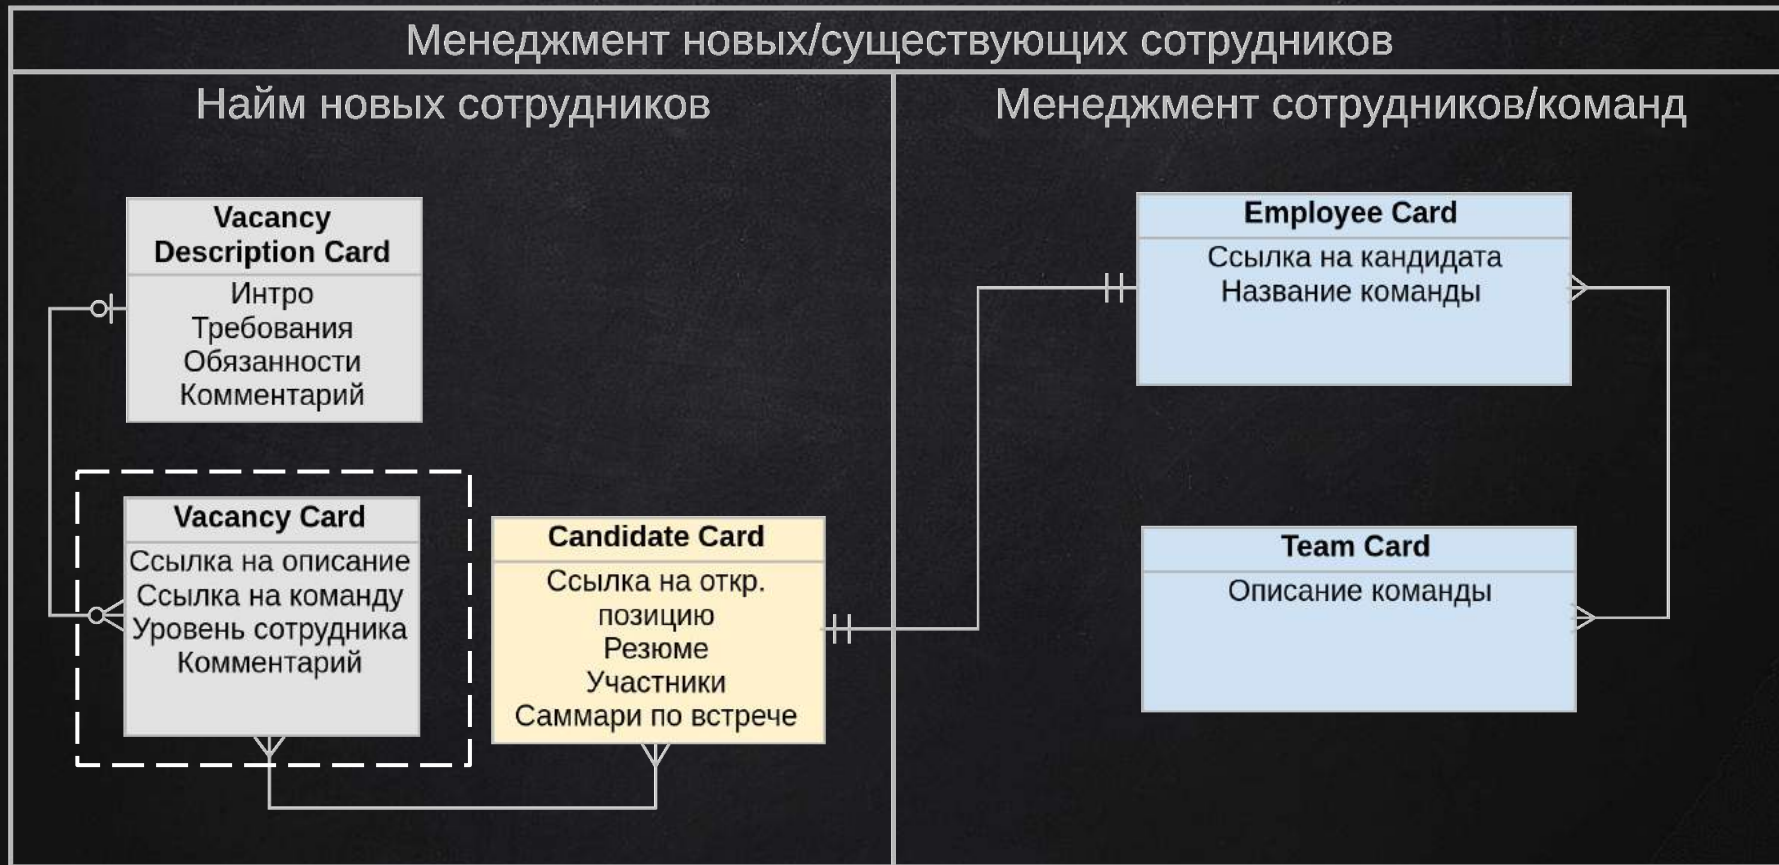 Менеджмент новых/существующих сотрудников
Найм новых сотрудников
Менеджмент сотрудников/команд
Vacancy
Description Card
Интро
Требования
Обязанности
Комментарий
Vacancy Card
Ссылка на описание
Ссылка на команду
Уровень сотрудника
Комментарий
Candidate Card
Ссылка на откр.
позицию
Резюме
Участники
Саммари по встрече
Employee Card
Ссылка на кандидата
Название команды
Team Card
Описание команды